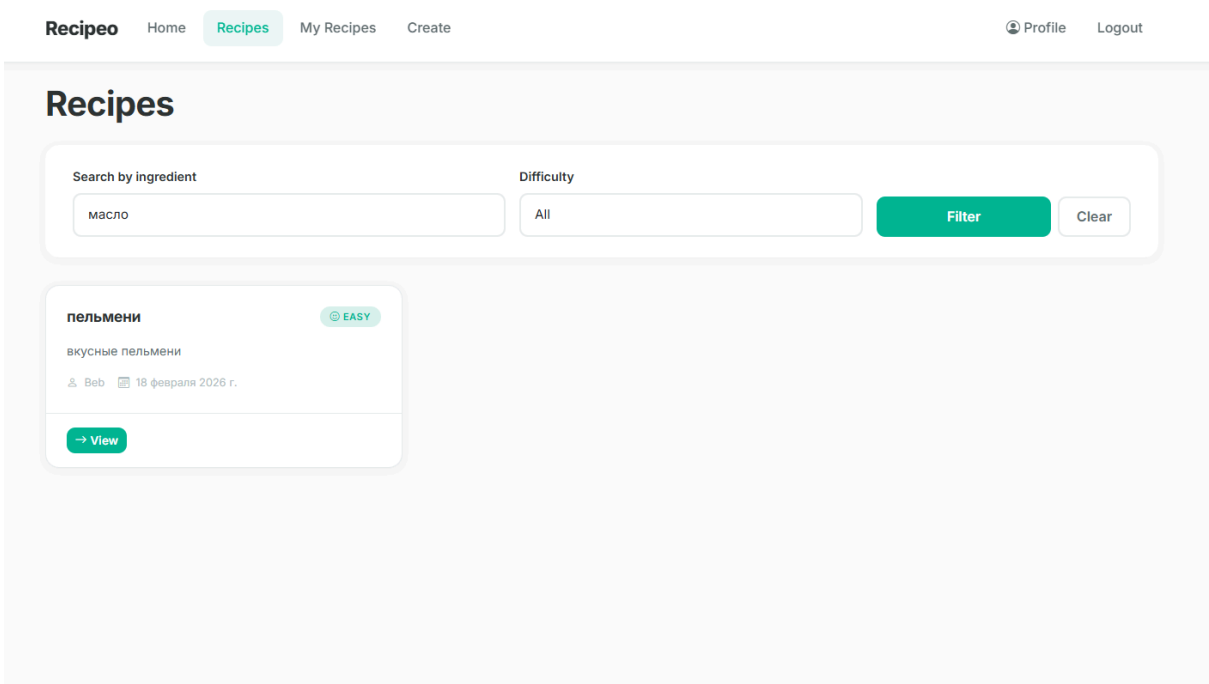 Recipeo Home Recipes My Recipes Create Profile Logout
Recipes
Search by ingredient Difficulty
масло All Filter Clear
пельмени EASY
вкусные пельмени
Beb 18 февраля 2026 г.
→ View